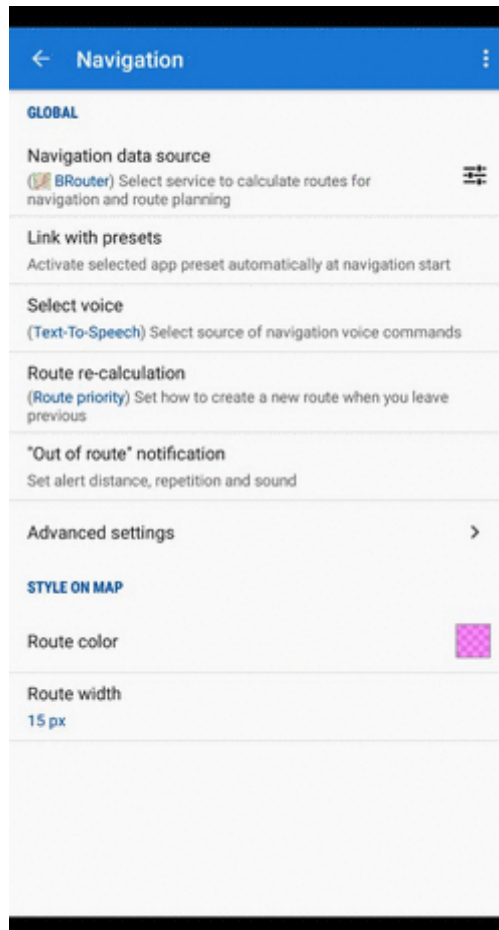 Navigation
GLOBAL
Navigation data source
(BRouter) Select service to calculate routes for
navigation and route planning
Link with presets
Activate selected app preset automatically at navigation start
Select voice
(Text-To-Speech) Select source of navigation voice commands
Route re-calculation
(Route priority) Set how to create a new route when you leave
previous
"Out of route" notification
Set alert distance, repetition and sound
Advanced settings
STYLE ON MAP
Route color
Route width
15 px